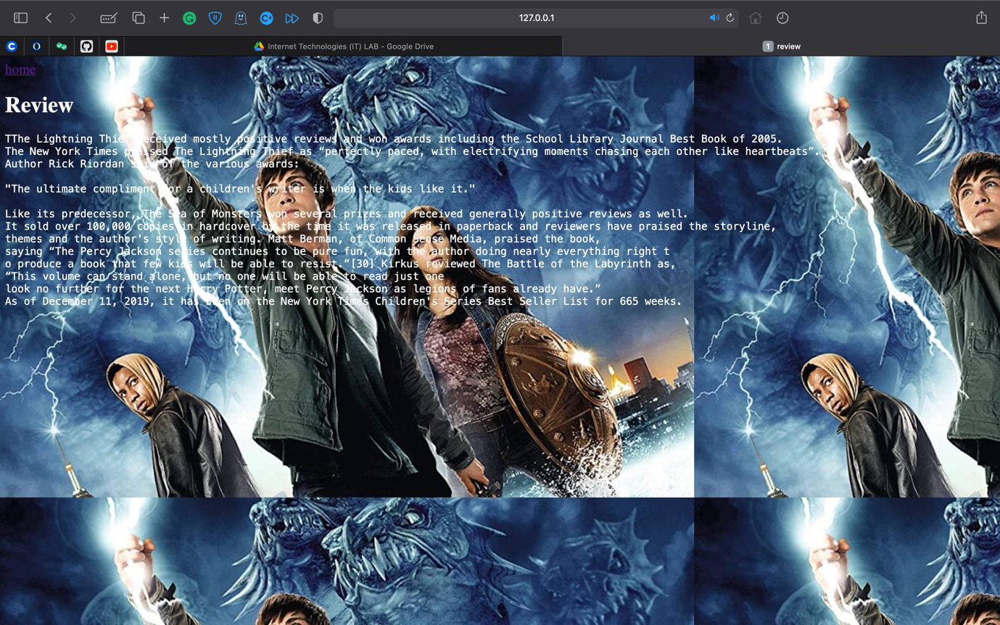 127.0.0.1
Internet Technologies (IT) LAB - Google Drive
1 review
home
Review
TThe Lightning Thief received mostly positive reviews and won awards including the School Library Journal Best Book of 2005.
The New York Times praised The Lightning Thief as “perfectly paced, with electrifying moments chasing each other like heartbeats”.
Author Rick Riordan said of the various awards:
"The ultimate compliment for a children's writer is when the kids like it."
Like its predecessor, The Sea of Monsters won several prizes and received generally positive reviews as well.
It sold over 100,000 copies in hardcover by the time it was released in paperback and reviewers have praised the storyline,
themes and the author's style of writing. Matt Berman, of Common Sense Media, praised the book,
saying “The Percy Jackson series continues to be pure fun, with the author doing nearly everything right t
o produce a book that few kids will be able to resist.”[30] Kirkus reviewed The Battle of the Labyrinth as,
“This volume can stand alone, but no one will be able to read just one
look no further for the next Harry Potter, meet Percy Jackson as legions of fans already have.”
As of December 11, 2019, it has been on the New York Times Children's Series Best Seller List for 665 weeks.